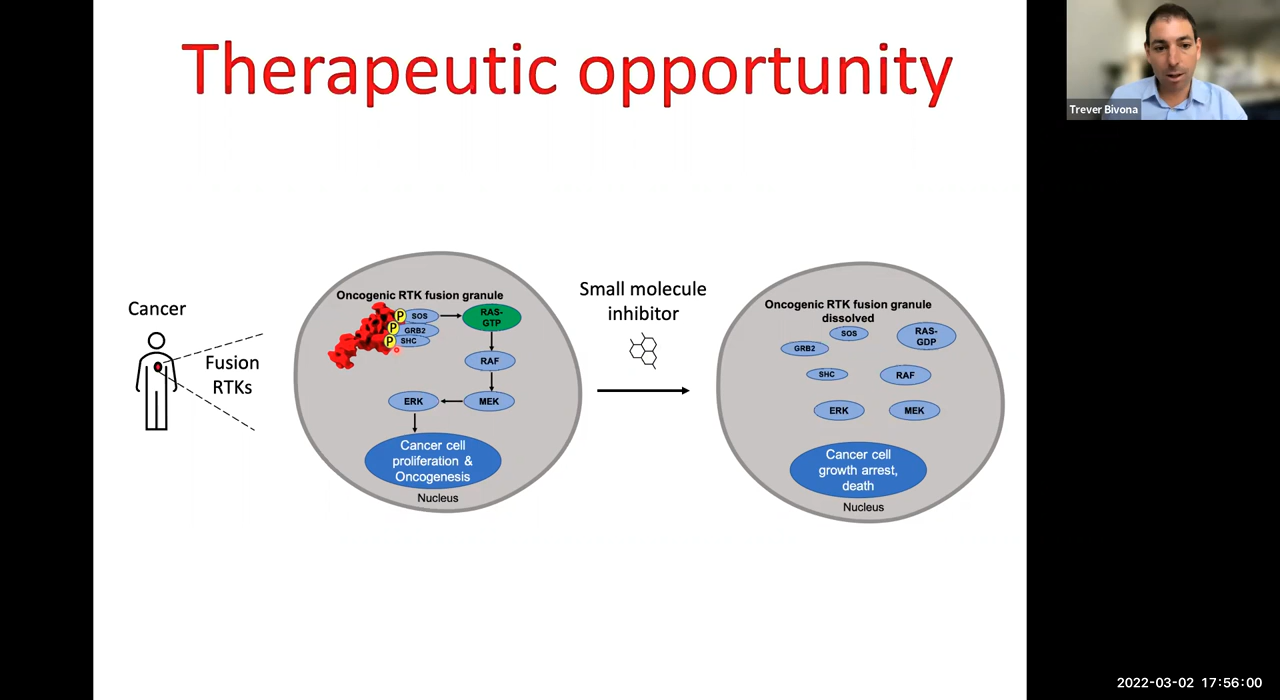 Therapeutic opportunity
Trever Bivona
Cancer
Fusion
RTKs
Oncogenic RTK fusion granule
P
SOS
RAS-
GTP
P
GRB2
P
SHC
RAF
ERK
MEK
Cancer cell
proliferation &
Oncogenesis
Nucleus
Small molecule
inhibitor
Oncogenic RTK fusion granule
dissolved
SOS
RAS-
GDP
GRB2
SHC
RAF
ERK
MEK
Cancer cell
growth arrest,
death
Nucleus
2022-03-02 17:56:00